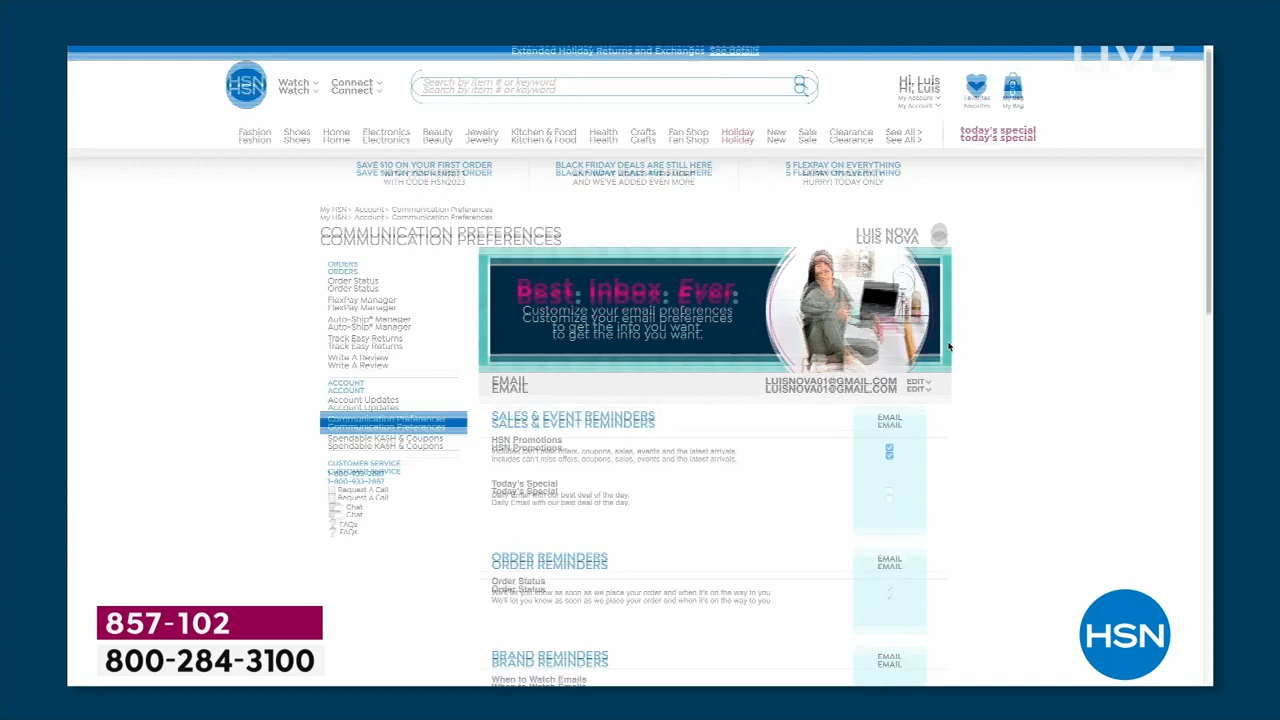 Extended Holiday Returns and Exchanges See details
LIVE
HSN
Watch Connect
Search by item # or keyword
Hi, Luis
My Account
Favorites
My Bag
Fashion Shoes Home Electronics Beauty Jewelry Kitchen & Food Health Crafts Fan Shop Holiday New Sale Clearance See All > today's special
SAVE $10 ON YOUR FIRST ORDER
WITH CODE HSN2023
BLACK FRIDAY DEALS ARE STILL HERE
AND WE'VE ADDED EVEN MORE
5 FLEXPAY ON EVERYTHING
HURRY! TODAY ONLY
My HSN > Account > Communication Preferences
COMMUNICATION PREFERENCES
LUIS NOVA
ORDERS
Order Status
FlexPay Manager
Auto-Ship® Manager
Track Easy Returns
Write A Review
ACCOUNT
Account Updates
Communication Preferences
Spendable KASH & Coupons
CUSTOMER SERVICE
1-800-933-2887
Request A Call
Chat
FAQs
Best. Inbox. Ever.
Customize your email preferences
to get the info you want.
EMAIL
LUISNOVA01@GMAIL.COM EDIT
SALES & EVENT REMINDERS
EMAIL
HSN Promotions
Includes can't miss offers, coupons, sales, events and the latest arrivals.
Today's Special
Daily Email with our best deal of the day.
ORDER REMINDERS
EMAIL
Order Status
We'll let you know as soon as we place your order and when it's on the way to you
BRAND REMINDERS
EMAIL
When to Watch Emails
857-102
800-284-3100
HSN